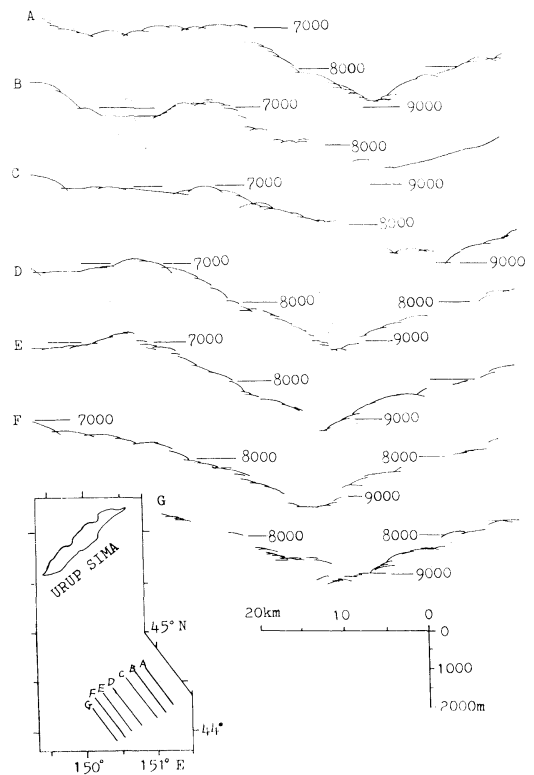 A 7000
8000
B 7000 9000
8000
C 7000 9000
8000
D 7000 9000
8000 8000
E 7000 9000
8000
F 7000 9000
8000 8000
G 9000
8000 8000
URUP SIMA 9000
20km 10 0
45° N 0
1000
F E D C B A
G
2000m
44°
150° 151° E